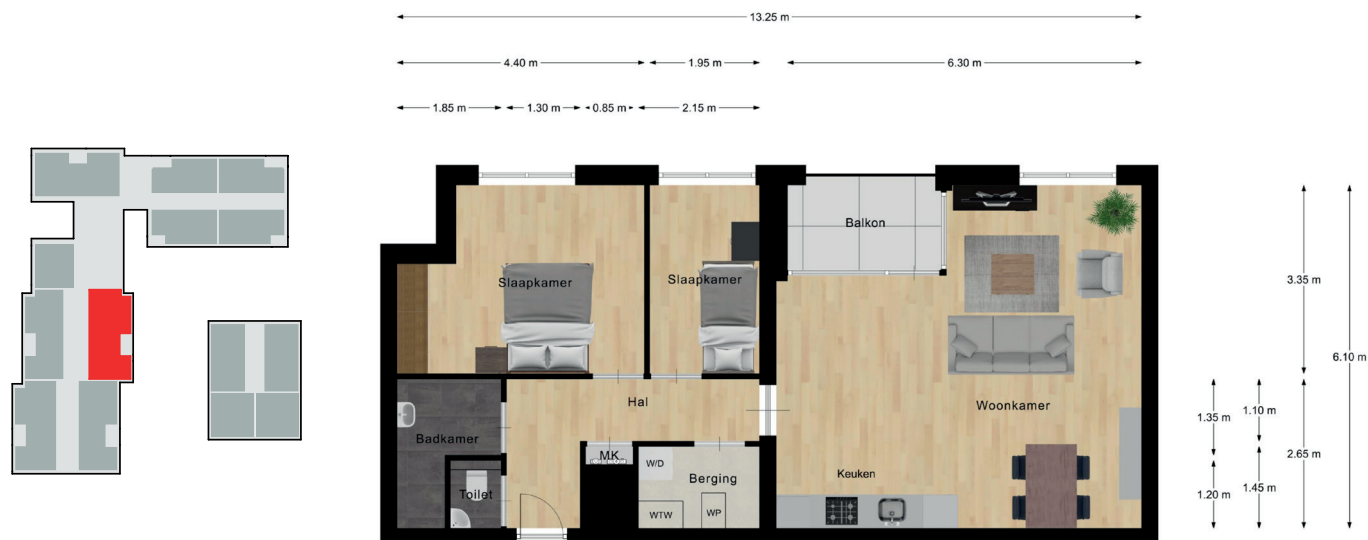 13.25 m
4.40 m 1.95 m 6.30 m
1.85 m 1.30 m 0.85 m 2.15 m
Balkon
Slaapkamer Slaapkamer
3.35 m
6.10 m
Hal Woonkamer
1.35 m 1.10 m
Badkamer
M.K
2.65 m
W/D
Berging Keuken
Toilet
1.20 m 1.45 m
WTW WP